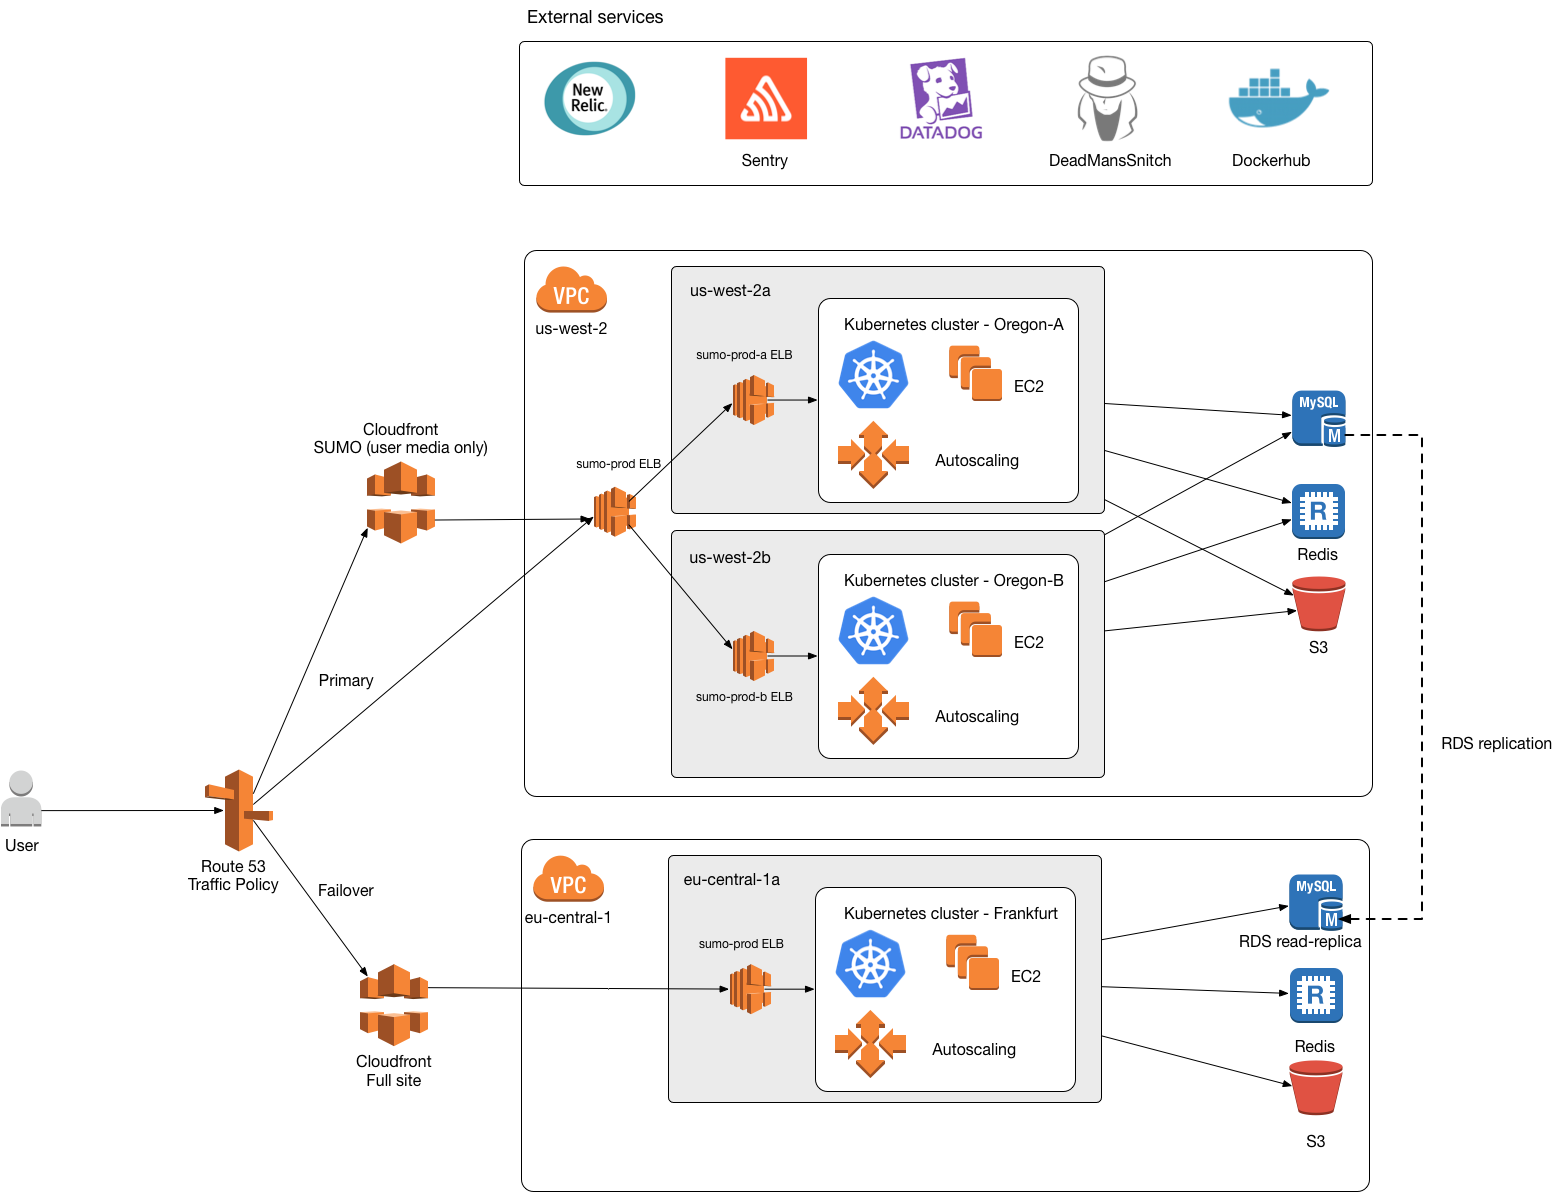 External services
New
Relic.
DATADOG
Sentry
DeadMansSnitch
Dockerhub
VPC
us-west-2
us-west-2a
Kubernetes cluster - Oregon-A
sumo-prod-a ELB
EC2
Autoscaling
MySQL
M
Cloudfront
SUMO (user media only)
sumo-prod ELB
R
Redis
us-west-2b
Kubernetes cluster - Oregon-B
EC2
S3
sumo-prod-b ELB
Autoscaling
Primary
RDS replication
User
Route 53
Traffic Policy
Failover
VPC
eu-central-1
eu-central-1a
Kubernetes cluster - Frankfurt
sumo-prod ELB
EC2
Autoscaling
MySQL
M
RDS read-replica
R
Redis
Cloudfront
Full site
S3